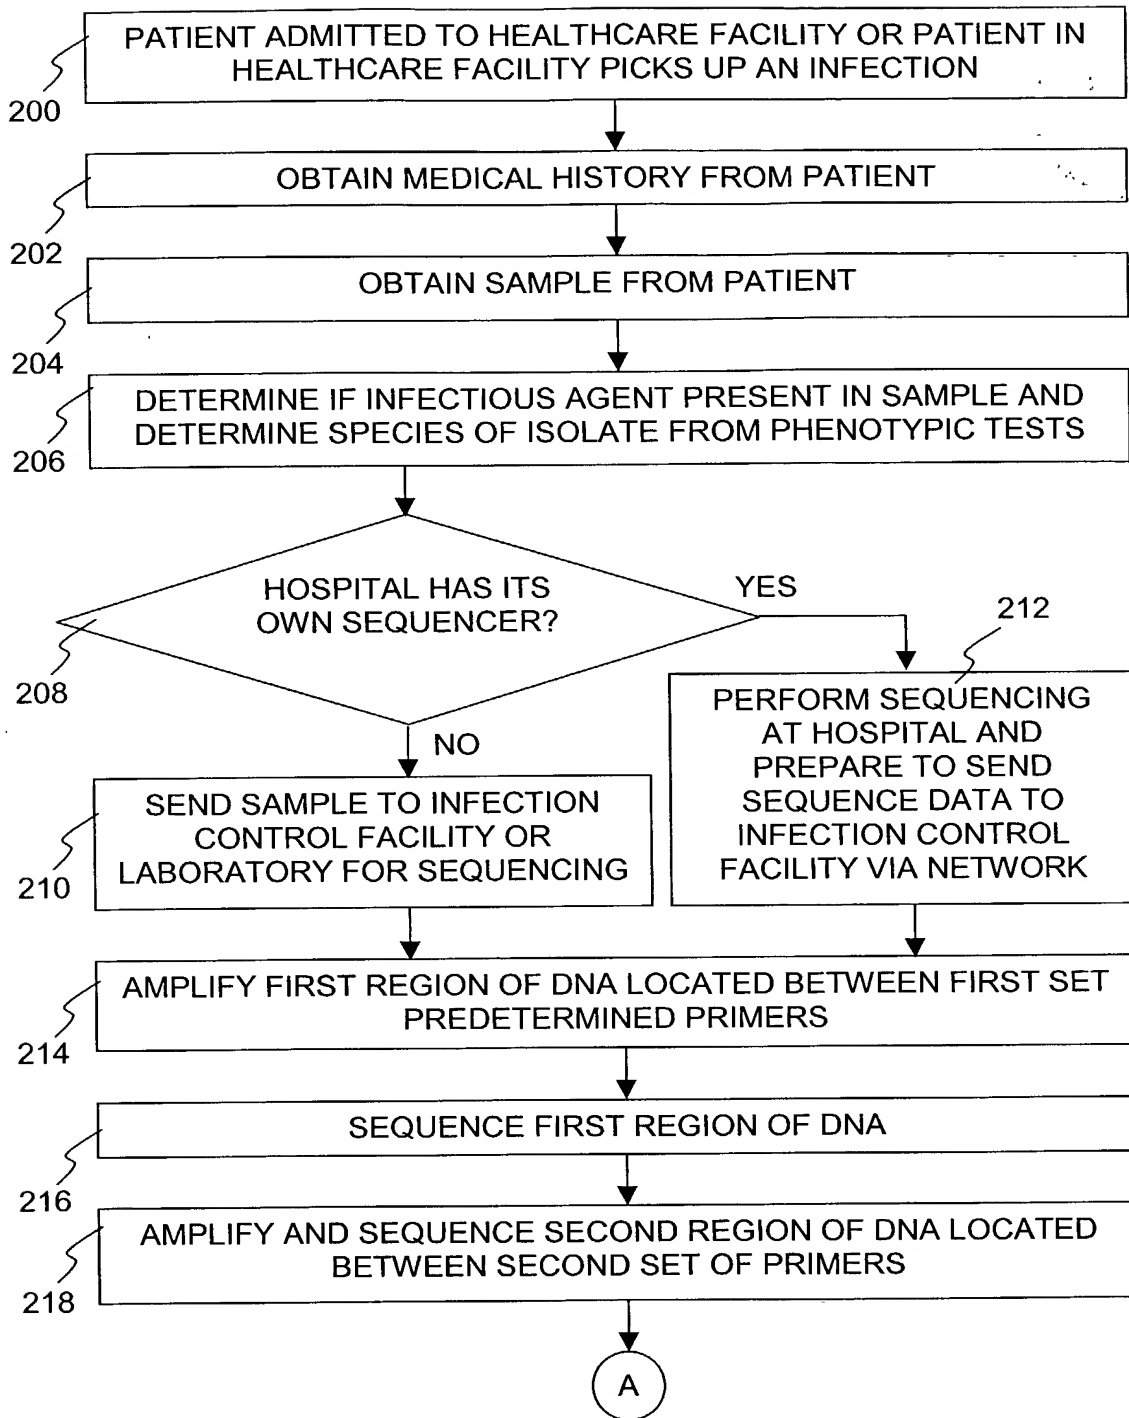 PATIENT ADMITTED TO HEALTHCARE FACILITY OR PATIENT IN
HEALTHCARE FACILITY PICKS UP AN INFECTION
200
OBTAIN MEDICAL HISTORY FROM PATIENT
202
OBTAIN SAMPLE FROM PATIENT
204
DETERMINE IF INFECTIOUS AGENT PRESENT IN SAMPLE AND
DETERMINE SPECIES OF ISOLATE FROM PHENOTYPIC TESTS
206
HOSPITAL HAS ITS
OWN SEQUENCER?
208
YES
212
NO
PERFORM SEQUENCING
AT HOSPITAL AND
PREPARE TO SEND
SEQUENCE DATA TO
INFECTION CONTROL
FACILITY VIA NETWORK
SEND SAMPLE TO INFECTION
CONTROL FACILITY OR
LABORATORY FOR SEQUENCING
210
AMPLIFY FIRST REGION OF DNA LOCATED BETWEEN FIRST SET
PREDETERMINED PRIMERS
214
SEQUENCE FIRST REGION OF DNA
216
AMPLIFY AND SEQUENCE SECOND REGION OF DNA LOCATED
BETWEEN SECOND SET OF PRIMERS
218
A